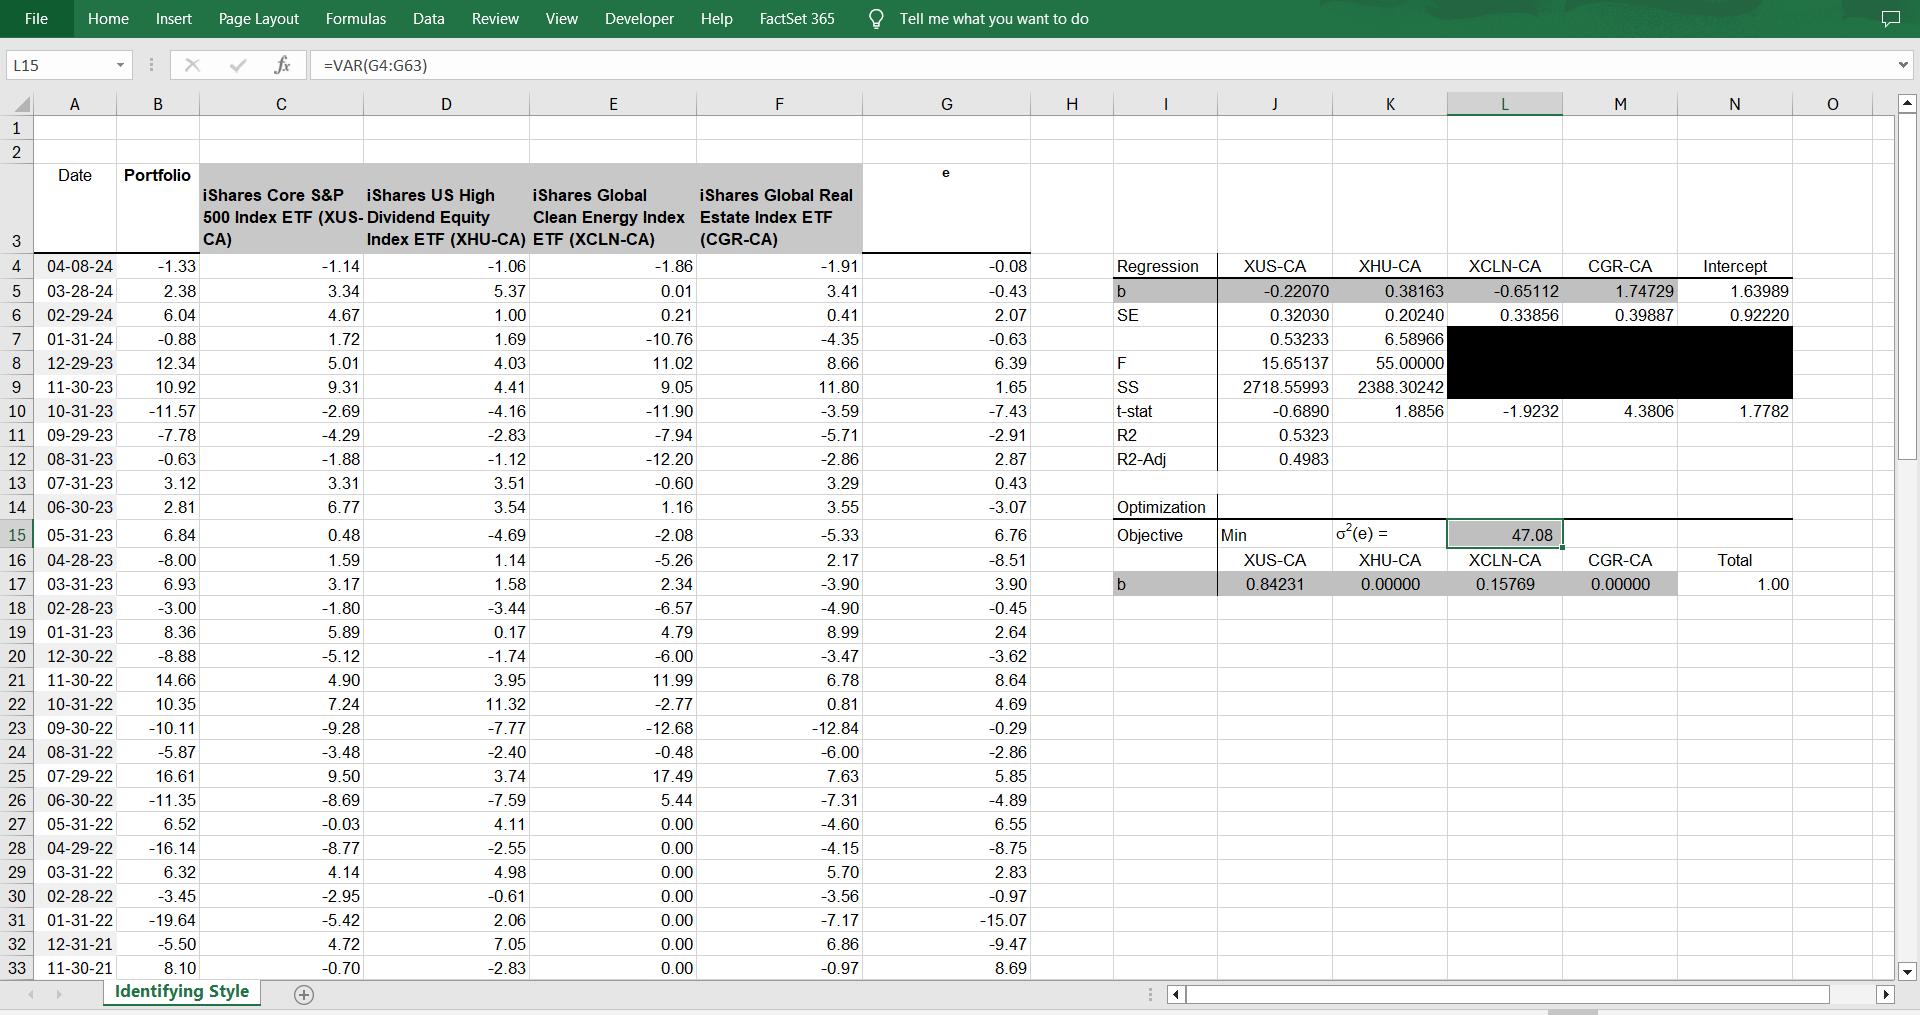 File Home Insert Page Layout Formulas Data Review View Developer Help FactSet 365 Tell me what you want to do
L15 fx =VAR(G4:G63)
A B C D E F G H I J K L M N O
1
2
3 Date Portfolio iShares Core S&P 500 Index ETF (XUS-CA) iShares US High Dividend Equity Index ETF (XHU-CA) iShares Global Clean Energy Index ETF (XCLN-CA) iShares Global Real Estate Index ETF (CGR-CA) e
4 04-08-24 -1.33 -1.14 -1.06 -1.86 -1.91 -0.08 Regression XUS-CA XHU-CA XCLN-CA CGR-CA Intercept
5 03-28-24 2.38 3.34 5.37 0.01 3.41 -0.43 b -0.22070 0.38163 -0.65112 1.74729 1.63989
6 02-29-24 6.04 4.67 1.00 0.21 0.41 2.07 SE 0.32030 0.20240 0.33856 0.39887 0.92220
7 01-31-24 -0.88 1.72 1.69 -10.76 -4.35 -0.63 0.53233 6.58966
8 12-29-23 12.34 5.01 4.03 11.02 8.66 6.39 F 15.65137 55.00000
9 11-30-23 10.92 9.31 4.41 9.05 11.80 1.65 SS 2718.55993 2388.30242
10 10-31-23 -11.57 -2.69 -4.16 -11.90 -3.59 -7.43 t-stat -0.6890 1.8856 -1.9232 4.3806 1.7782
11 09-29-23 -7.78 -4.29 -2.83 -7.94 -5.71 -2.91 R2 0.5323
12 08-31-23 -0.63 -1.88 -1.12 -12.20 -2.86 2.87 R2-Adj 0.4983
13 07-31-23 3.12 3.31 3.51 -0.60 3.29 0.43
14 06-30-23 2.81 6.77 3.54 1.16 3.55 -3.07 Optimization
15 05-31-23 6.84 0.48 -4.69 -2.08 -5.33 6.76 Objective Min σ²(e) = 47.08
16 04-28-23 -8.00 1.59 1.14 -5.26 2.17 -8.51 XUS-CA XHU-CA XCLN-CA CGR-CA Total
17 03-31-23 6.93 3.17 1.58 2.34 -3.90 3.90 b 0.84231 0.00000 0.15769 0.00000 1.00
18 02-28-23 -3.00 -1.80 -3.44 -6.57 -4.90 -0.45
19 01-31-23 8.36 5.89 0.17 4.79 8.99 2.64
20 12-30-22 -8.88 -5.12 -1.74 -6.00 -3.47 -3.62
21 11-30-22 14.66 4.90 3.95 11.99 6.78 8.64
22 10-31-22 10.35 7.24 11.32 -2.77 0.81 4.69
23 09-30-22 -10.11 -9.28 -7.77 -12.68 -12.84 -0.29
24 08-31-22 -5.87 -3.48 -2.40 -0.48 -6.00 -2.86
25 07-29-22 16.61 9.50 3.74 17.49 7.63 5.85
26 06-30-22 -11.35 -8.69 -7.59 5.44 -7.31 -4.89
27 05-31-22 6.52 -0.03 4.11 0.00 -4.60 6.55
28 04-29-22 -16.14 -8.77 -2.55 0.00 -4.15 -8.75
29 03-31-22 6.32 4.14 4.98 0.00 5.70 2.83
30 02-28-22 -3.45 -2.95 -0.61 0.00 -3.56 -0.97
31 01-31-22 -19.64 -5.42 2.06 0.00 -7.17 -15.07
32 12-31-21 -5.50 4.72 7.05 0.00 6.86 -9.47
33 11-30-21 8.10 -0.70 -2.83 0.00 -0.97 8.69
Identifying Style